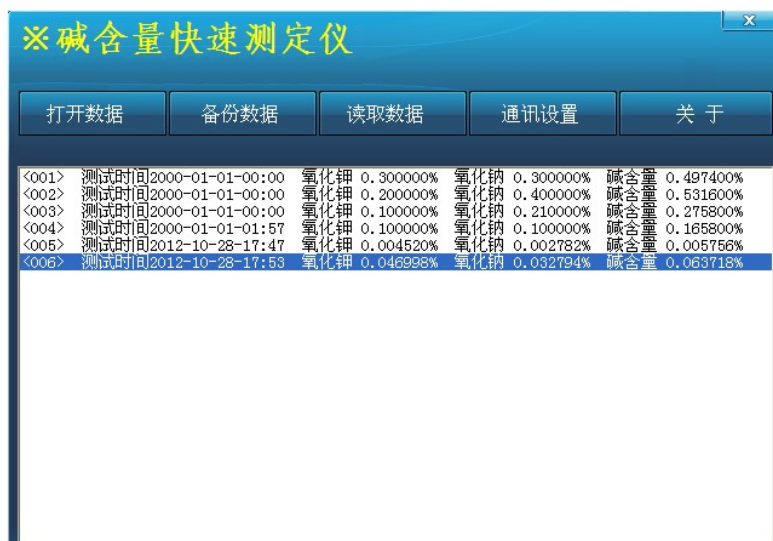 ※碱含量快速测定仪
x
打开数据 备份数据 读取数据 通讯设置 关 于
<001> 测试时间2000-01-01-00:00 氧化钾 0.300000% 氧化钠 0.300000% 碱含量 0.497400%
<002> 测试时间2000-01-01-00:00 氧化钾 0.200000% 氧化钠 0.400000% 碱含量 0.531600%
<003> 测试时间2000-01-01-00:00 氧化钾 0.100000% 氧化钠 0.210000% 碱含量 0.275800%
<004> 测试时间2000-01-01-01:57 氧化钾 0.100000% 氧化钠 0.100000% 碱含量 0.165800%
<005> 测试时间2012-10-28-17:47 氧化钾 0.004520% 氧化钠 0.002782% 碱含量 0.005756%
<006> 测试时间2012-10-28-17:53 氧化钾 0.046998% 氧化钠 0.032794% 碱含量 0.063718%